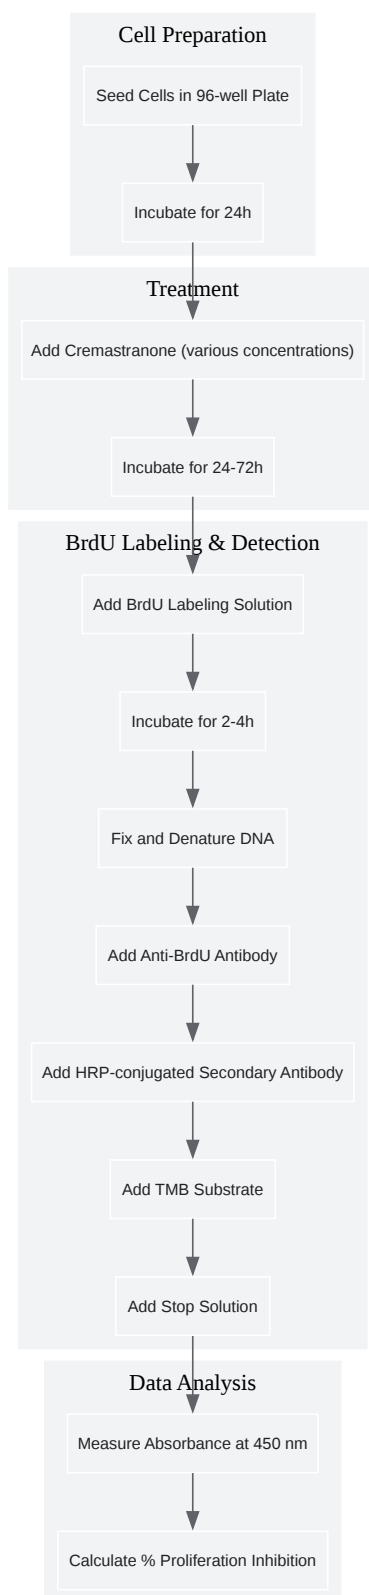 Cell Preparation
Seed Cells in 96-well Plate
Incubate for 24h
Treatment
Add Cremastranone (various concentrations)
Incubate for 24-72h
BrdU Labeling & Detection
Add BrdU Labeling Solution
Incubate for 2-4h
Fix and Denature DNA
Add Anti-BrdU Antibody
Add HRP-conjugated Secondary Antibody
Add TMB Substrate
Add Stop Solution
Data Analysis
Measure Absorbance at 450 nm
Calculate % Proliferation Inhibition